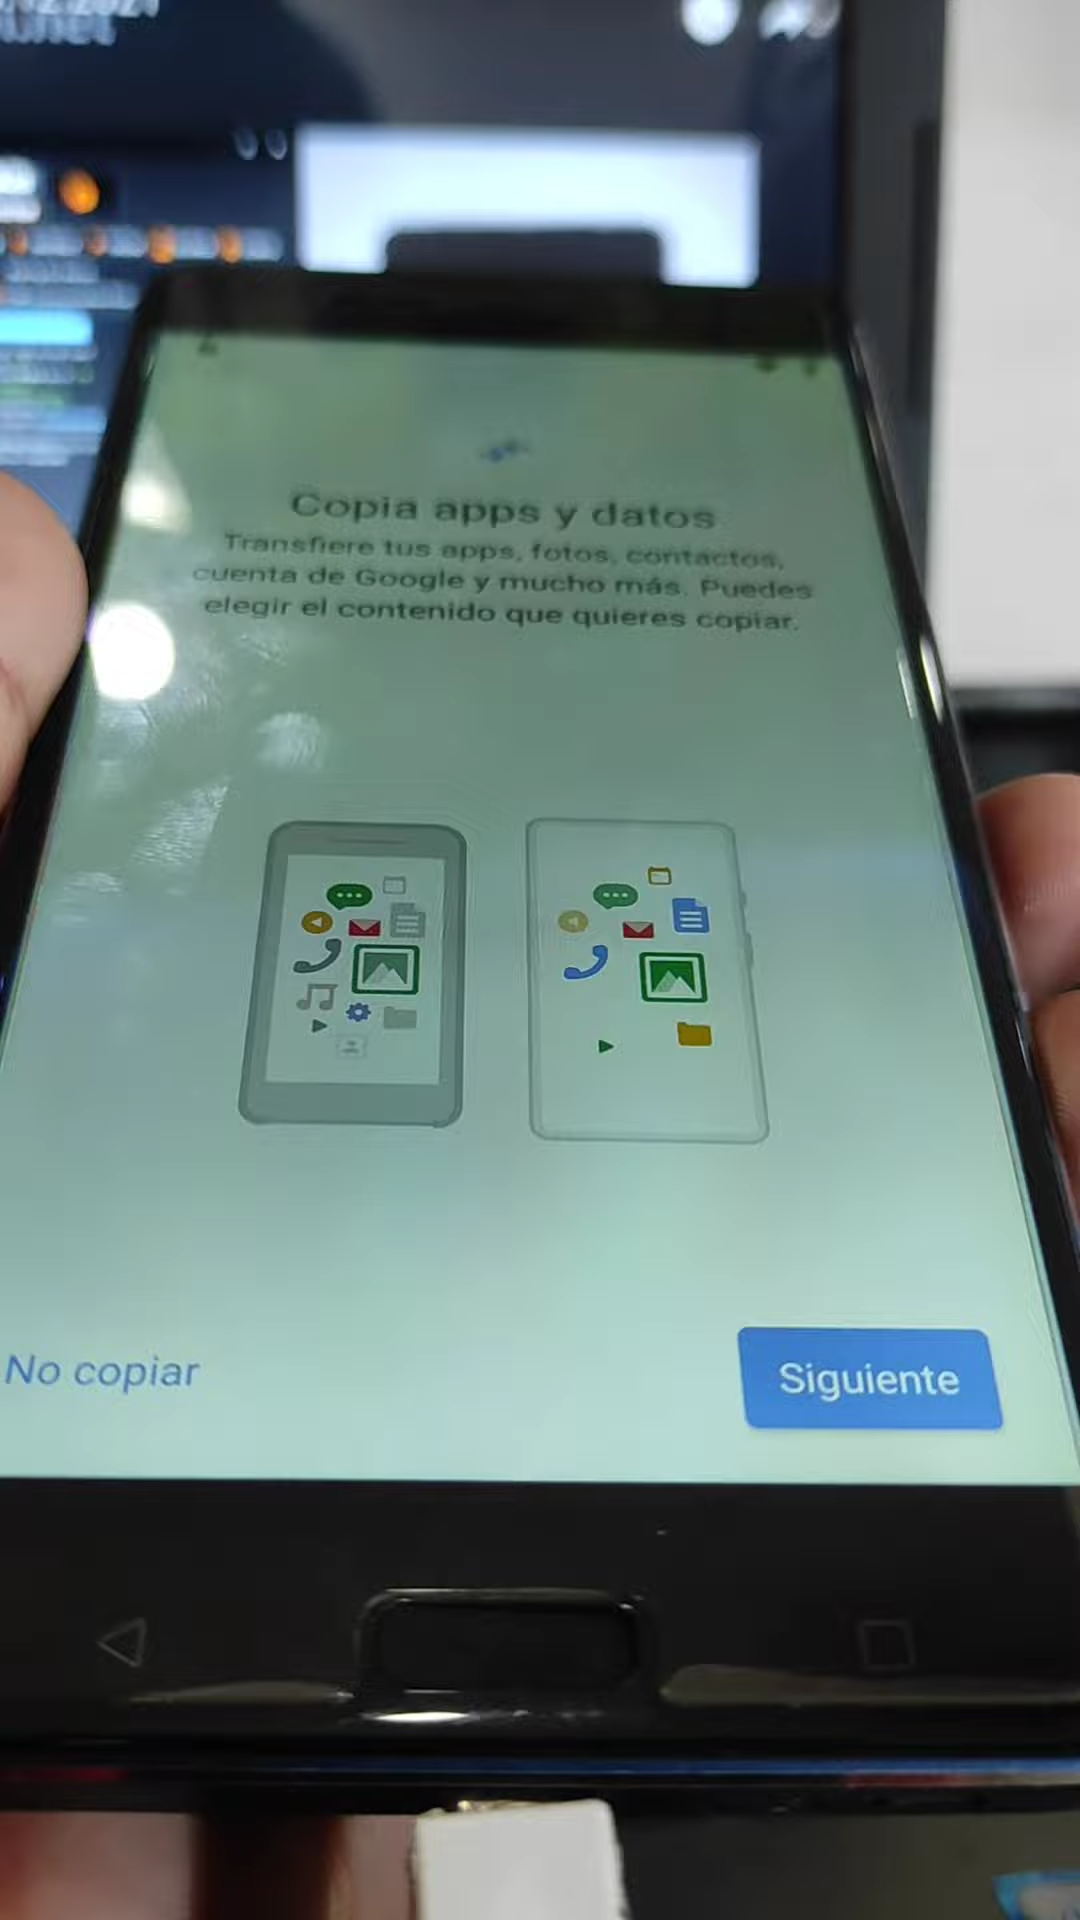 Copia apps y datos
Transfiere tus apps, fotos, contactos,
cuenta de Google y mucho más. Puedes
elegir el contenido que quieres copiar.
No copiar
Siguiente